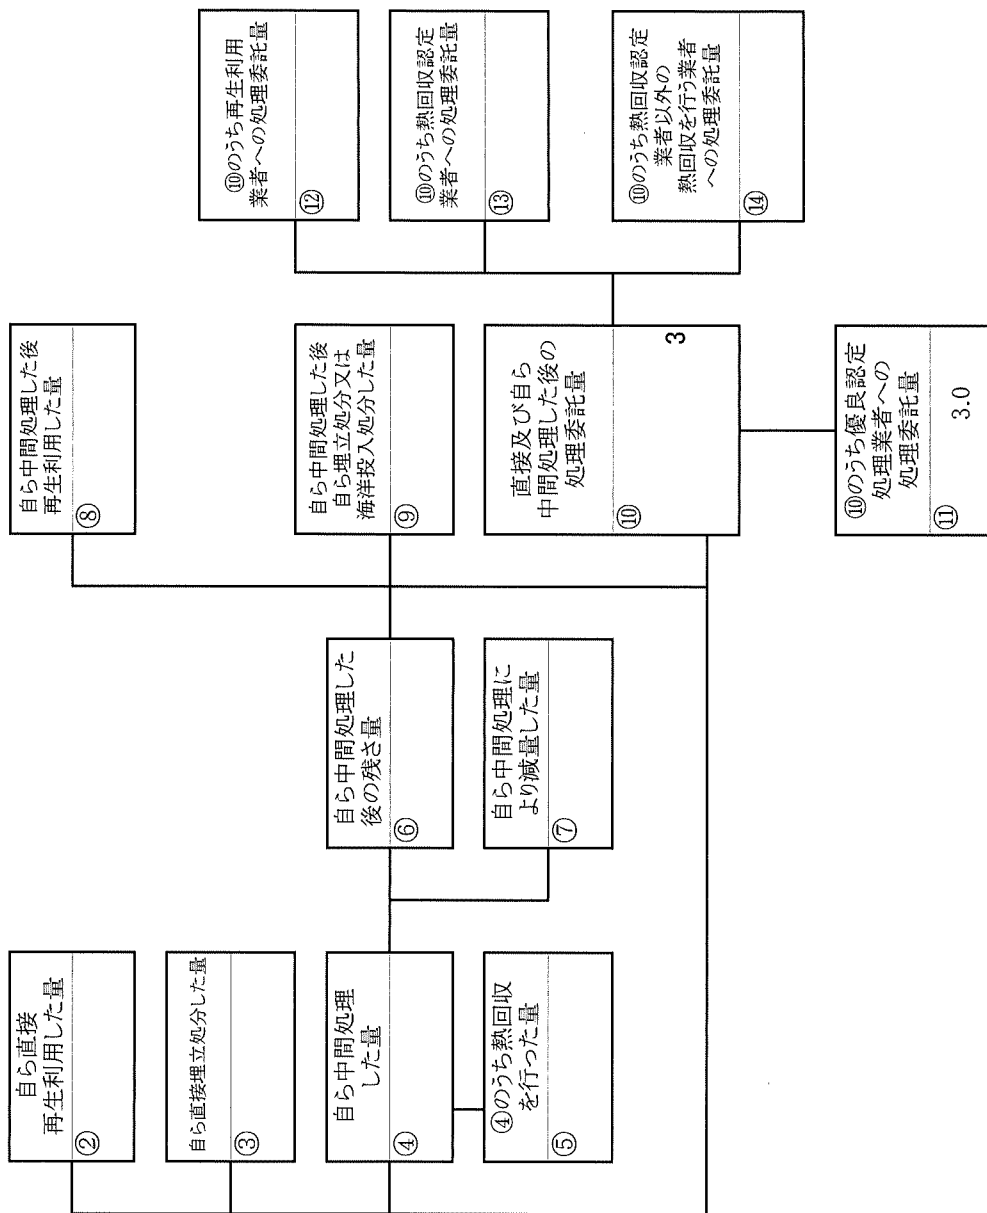 自ら直接
再生利用した量
②
自ら直接埋立処分した量
③
自ら中間処理
した量
④
④のうち熱回収
を行った量
⑤
自ら中間処理した
後の残さ量
⑥
自ら中間処理に
より減量した量
⑦
自ら中間処理した後
再生利用した量
⑧
自ら中間処理した後
自ら埋立処分又は
海洋投入処分した量
⑨
直接及び自ら
中間処理した後の
処理委託量
⑩
3
⑩のうち優良認定
処理業者への
処理委託量
⑪
3.0
⑩のうち再生利用
業者への処理委託量
⑫
⑩のうち熱回収認定
業者への処理委託量
⑬
⑩のうち熱回収認定
業者以外の
熱回収を行う業者
への処理委託量
⑭